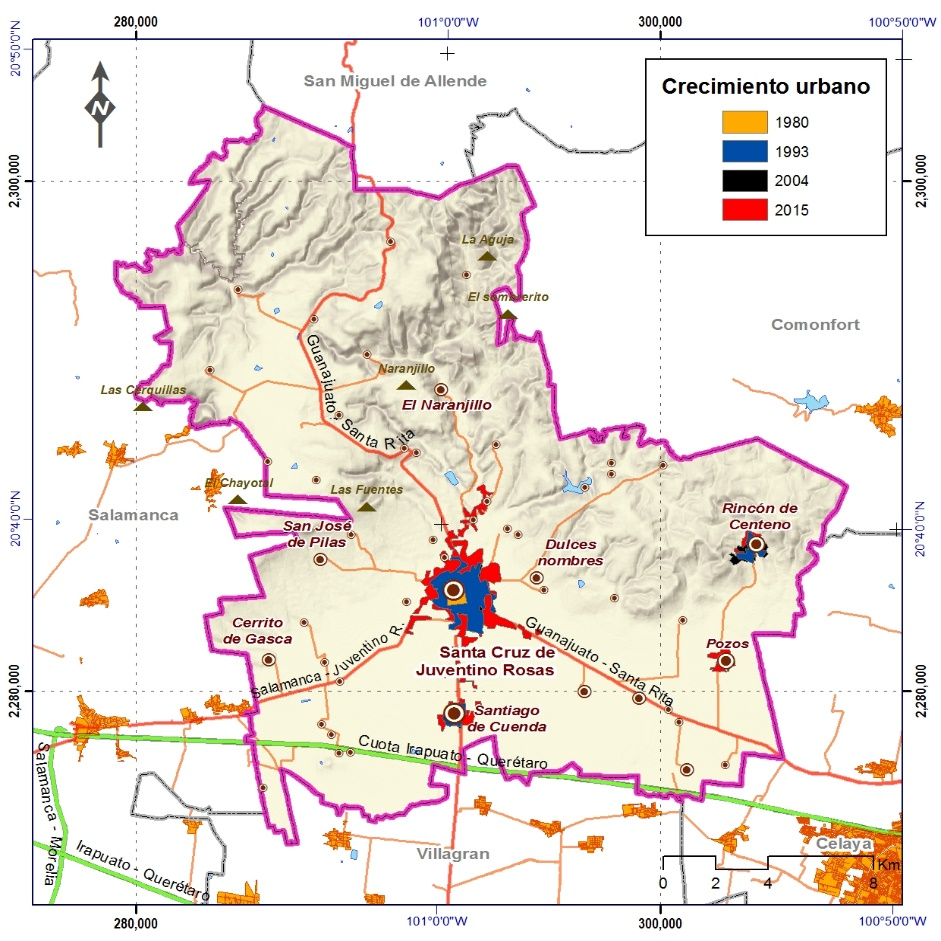 280,000
101°0'0"W
300,000
100°50'0"W
20°50'0"N
San Miguel de Allende
N
Crecimiento urbano
1980
1993
2004
2015
2,300,000
2,300,000
La Aguja
El sombrerito
Comonfort
Guanajuato - Santa Rita
Naranjillo
Las Cerquillas
El Naranjillo
El Chayotal
Las Fuentes
Salamanca
20°40'0"N
20°40'0"N
San José
de Pilas
Rincón de
Centeno
Dulces
nombres
Cerrito
de Gasca
Guanajuato - Santa Rita
Salamanca - Juventino R.
Pozos
Santa Cruz de
Juventino Rosas
2,280,000
2,280,000
Santiago
de Cuenda
Cuota Irapuato - Querétaro
Salamanca - Morelia
Irapuato - Querétaro
Villagran
Celaya
Km
0
2
4
8
280,000
101°0'0"W
300,000
100°50'0"W